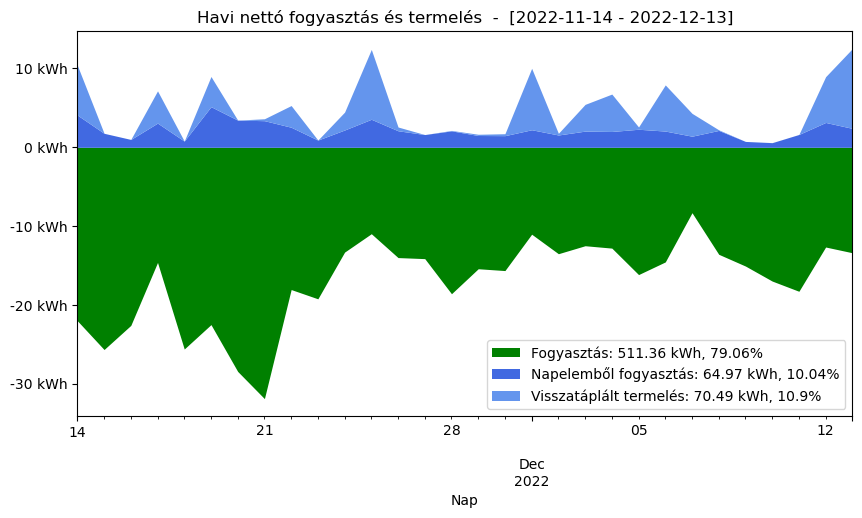 Havi nettó fogyasztás és termelés  -  [2022-11-14 - 2022-12-13]
10 kWh
0 kWh
-10 kWh
-20 kWh
-30 kWh
Fogyasztás: 511.36 kWh, 79.06%
Napelemből fogyasztás: 64.97 kWh, 10.04%
Visszatáplált termelés: 70.49 kWh, 10.9%
14 21 28 05 12
Dec
2022
Nap